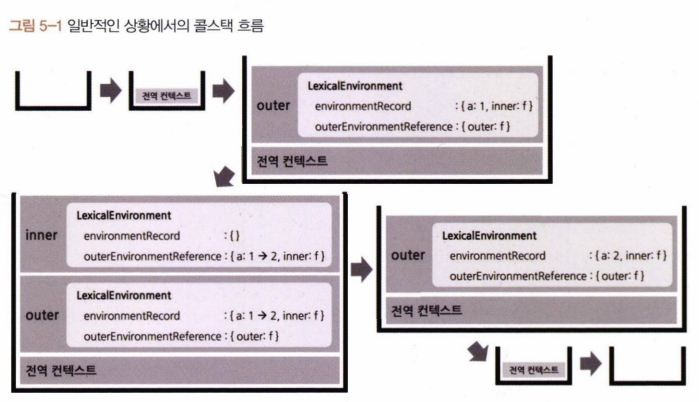 그림 5-1 일반적인 상황에서의 콜스택 흐름
전역 컨텍스트
outer
LexicalEnvironment
environmentRecord : { a: 1, inner: f }
outerEnvironmentReference : { outer: f }
전역 컨텍스트
inner
LexicalEnvironment
environmentRecord : { }
outerEnvironmentReference : { a: 1 → 2, inner: f }
outer
LexicalEnvironment
environmentRecord : { a: 1 → 2, inner: f }
outerEnvironmentReference : { outer: f }
전역 컨텍스트
outer
LexicalEnvironment
environmentRecord : { a: 2, inner: f }
outerEnvironmentReference : { outer: f }
전역 컨텍스트
전역 컨텍스트